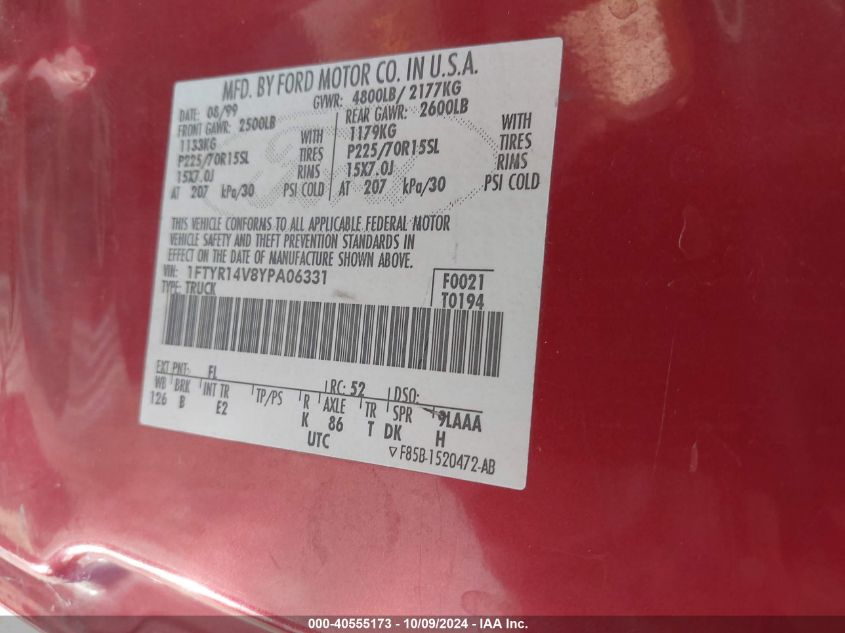 MFD. BY FORD MOTOR CO. IN U.S.A.
DATE: 08/99 GVWR: 4800LB/ 2177KG
FRONT GAWR: 2500LB REAR GAWR: 2600LB
1133KG WITH 1179KG WITH
P225/70R15SL TIRES P225/70R15SL TIRES
15X7.0J RIMS 15X7.0J RIMS
AT 207 kPa/30 PSI COLD AT 207 kPa/30 PSI COLD
THIS VEHICLE CONFORMS TO ALL APPLICABLE FEDERAL MOTOR
VEHICLE SAFETY AND THEFT PREVENTION STANDARDS IN
EFFECT ON THE DATE OF MANUFACTURE SHOWN ABOVE.
VIN: 1FTYR14V8YPA06331 F0021
TYPE: TRUCK T0194
EXT PNT: FL RC: 52 DSO:
WB BRK INT TR TP/PS R AXLE TR SPR 9LAAA
126 B E2 K 86 T DK H
UTC
▽F85B-1520472-AB
000-40555173 - 10/09/2024 - IAA Inc.